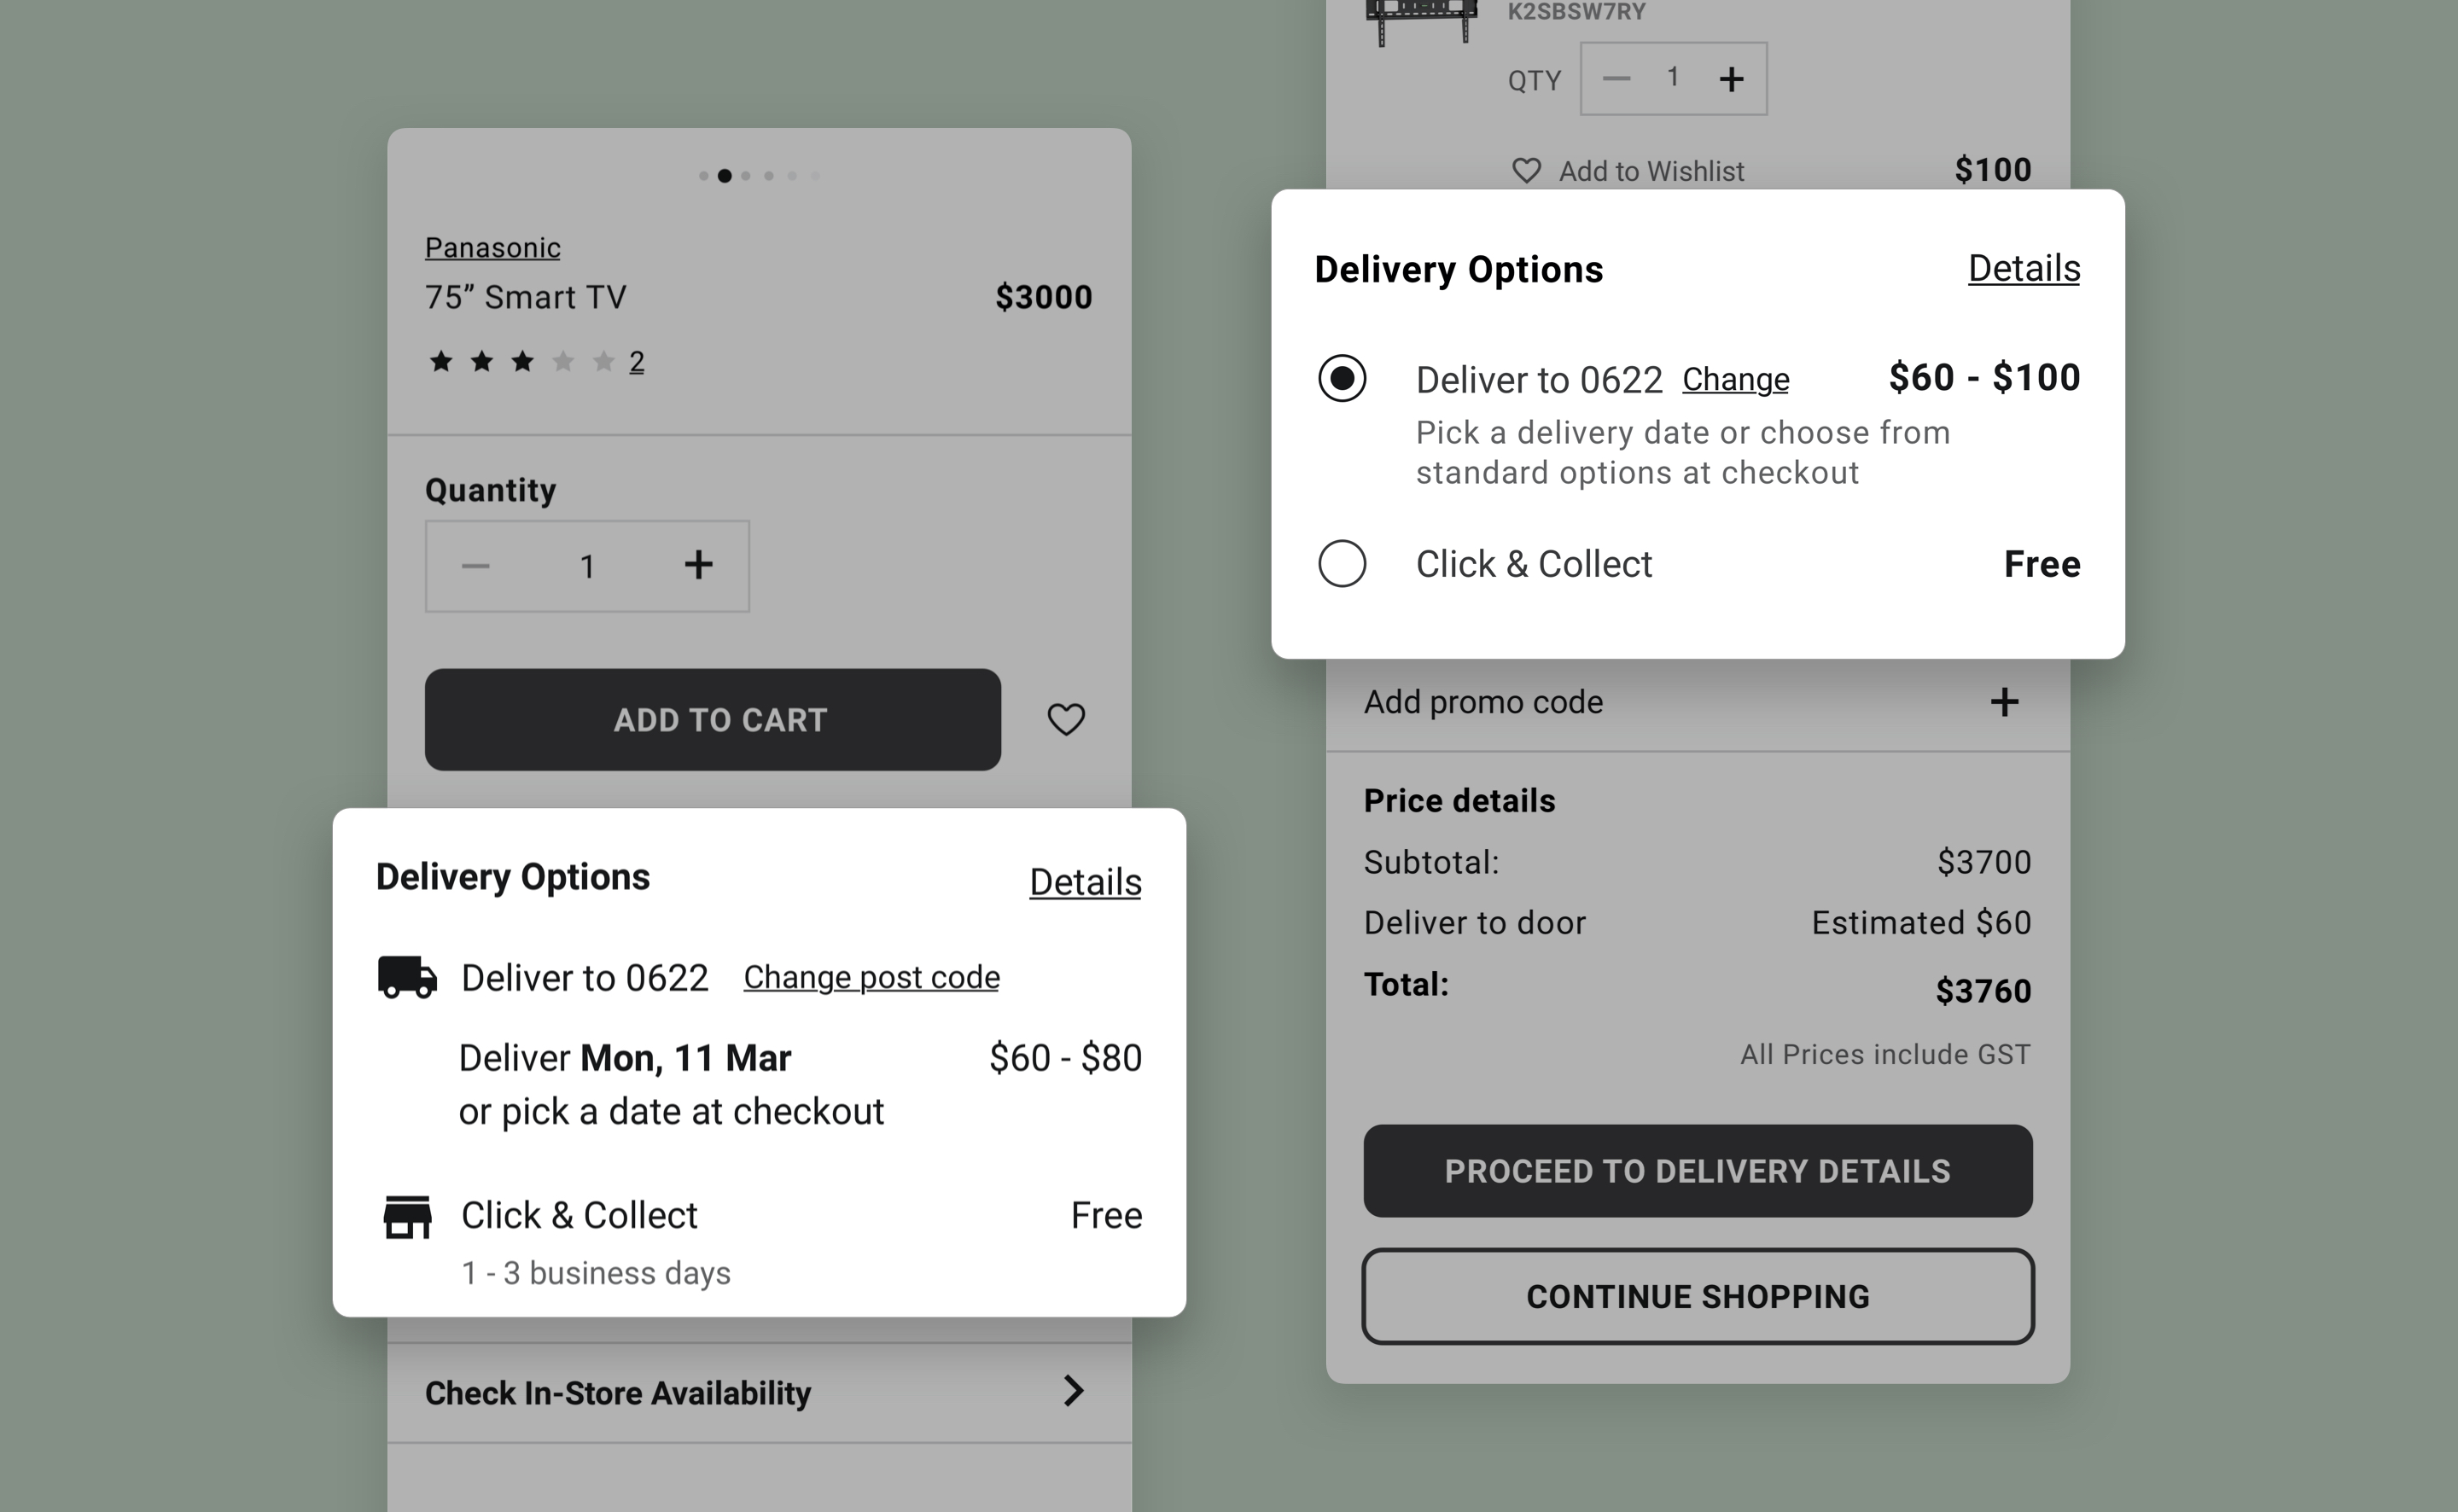 Panasonic
75” Smart TV $3000
2
Quantity
1
ADD TO CART
Delivery Options Details
Deliver to 0622 Change post code
Deliver Mon, 11 Mar $60 - $80
or pick a date at checkout
Click & Collect Free
1 - 3 business days
Check In-Store Availability
K2SBSW7RY
QTY 1
Add to Wishlist $100
Delivery Options Details
Deliver to 0622 Change $60 - $100
Pick a delivery date or choose from
standard options at checkout
Click & Collect Free
Add promo code
Price details
Subtotal: $3700
Deliver to door Estimated $60
Total: $3760
All Prices include GST
PROCEED TO DELIVERY DETAILS
CONTINUE SHOPPING